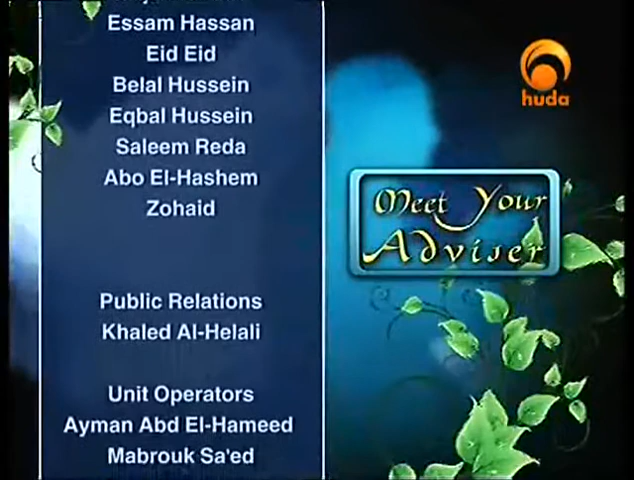 Essam Hassan
Eid Eid
Belal Hussein
Eqbal Hussein
Saleem Reda
Abo El-Hashem
Zohaid
Public Relations
Khaled Al-Helali
Unit Operators
Ayman Abd El-Hameed
Mabrouk Sa'ed
huda
Meet Your
Adviser